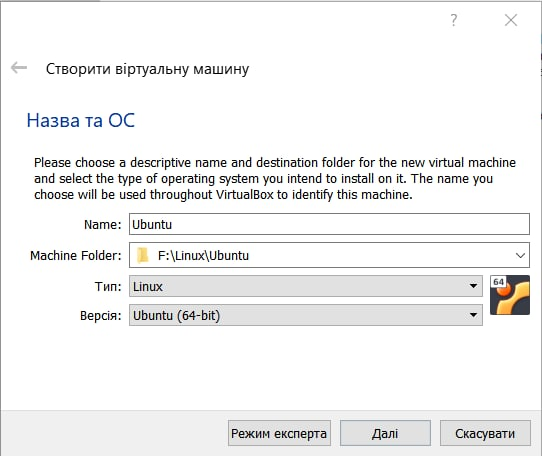 ?
Створити віртуальну машину
Назва та ОС
Please choose a descriptive name and destination folder for the new virtual machine
and select the type of operating system you intend to install on it. The name you
choose will be used throughout VirtualBox to identify this machine.
Name: Ubuntu
Machine Folder: F:\Linux\Ubuntu
Тип: Linux
64
Версія: Ubuntu (64-bit)
Режим експерта Далі Скасувати